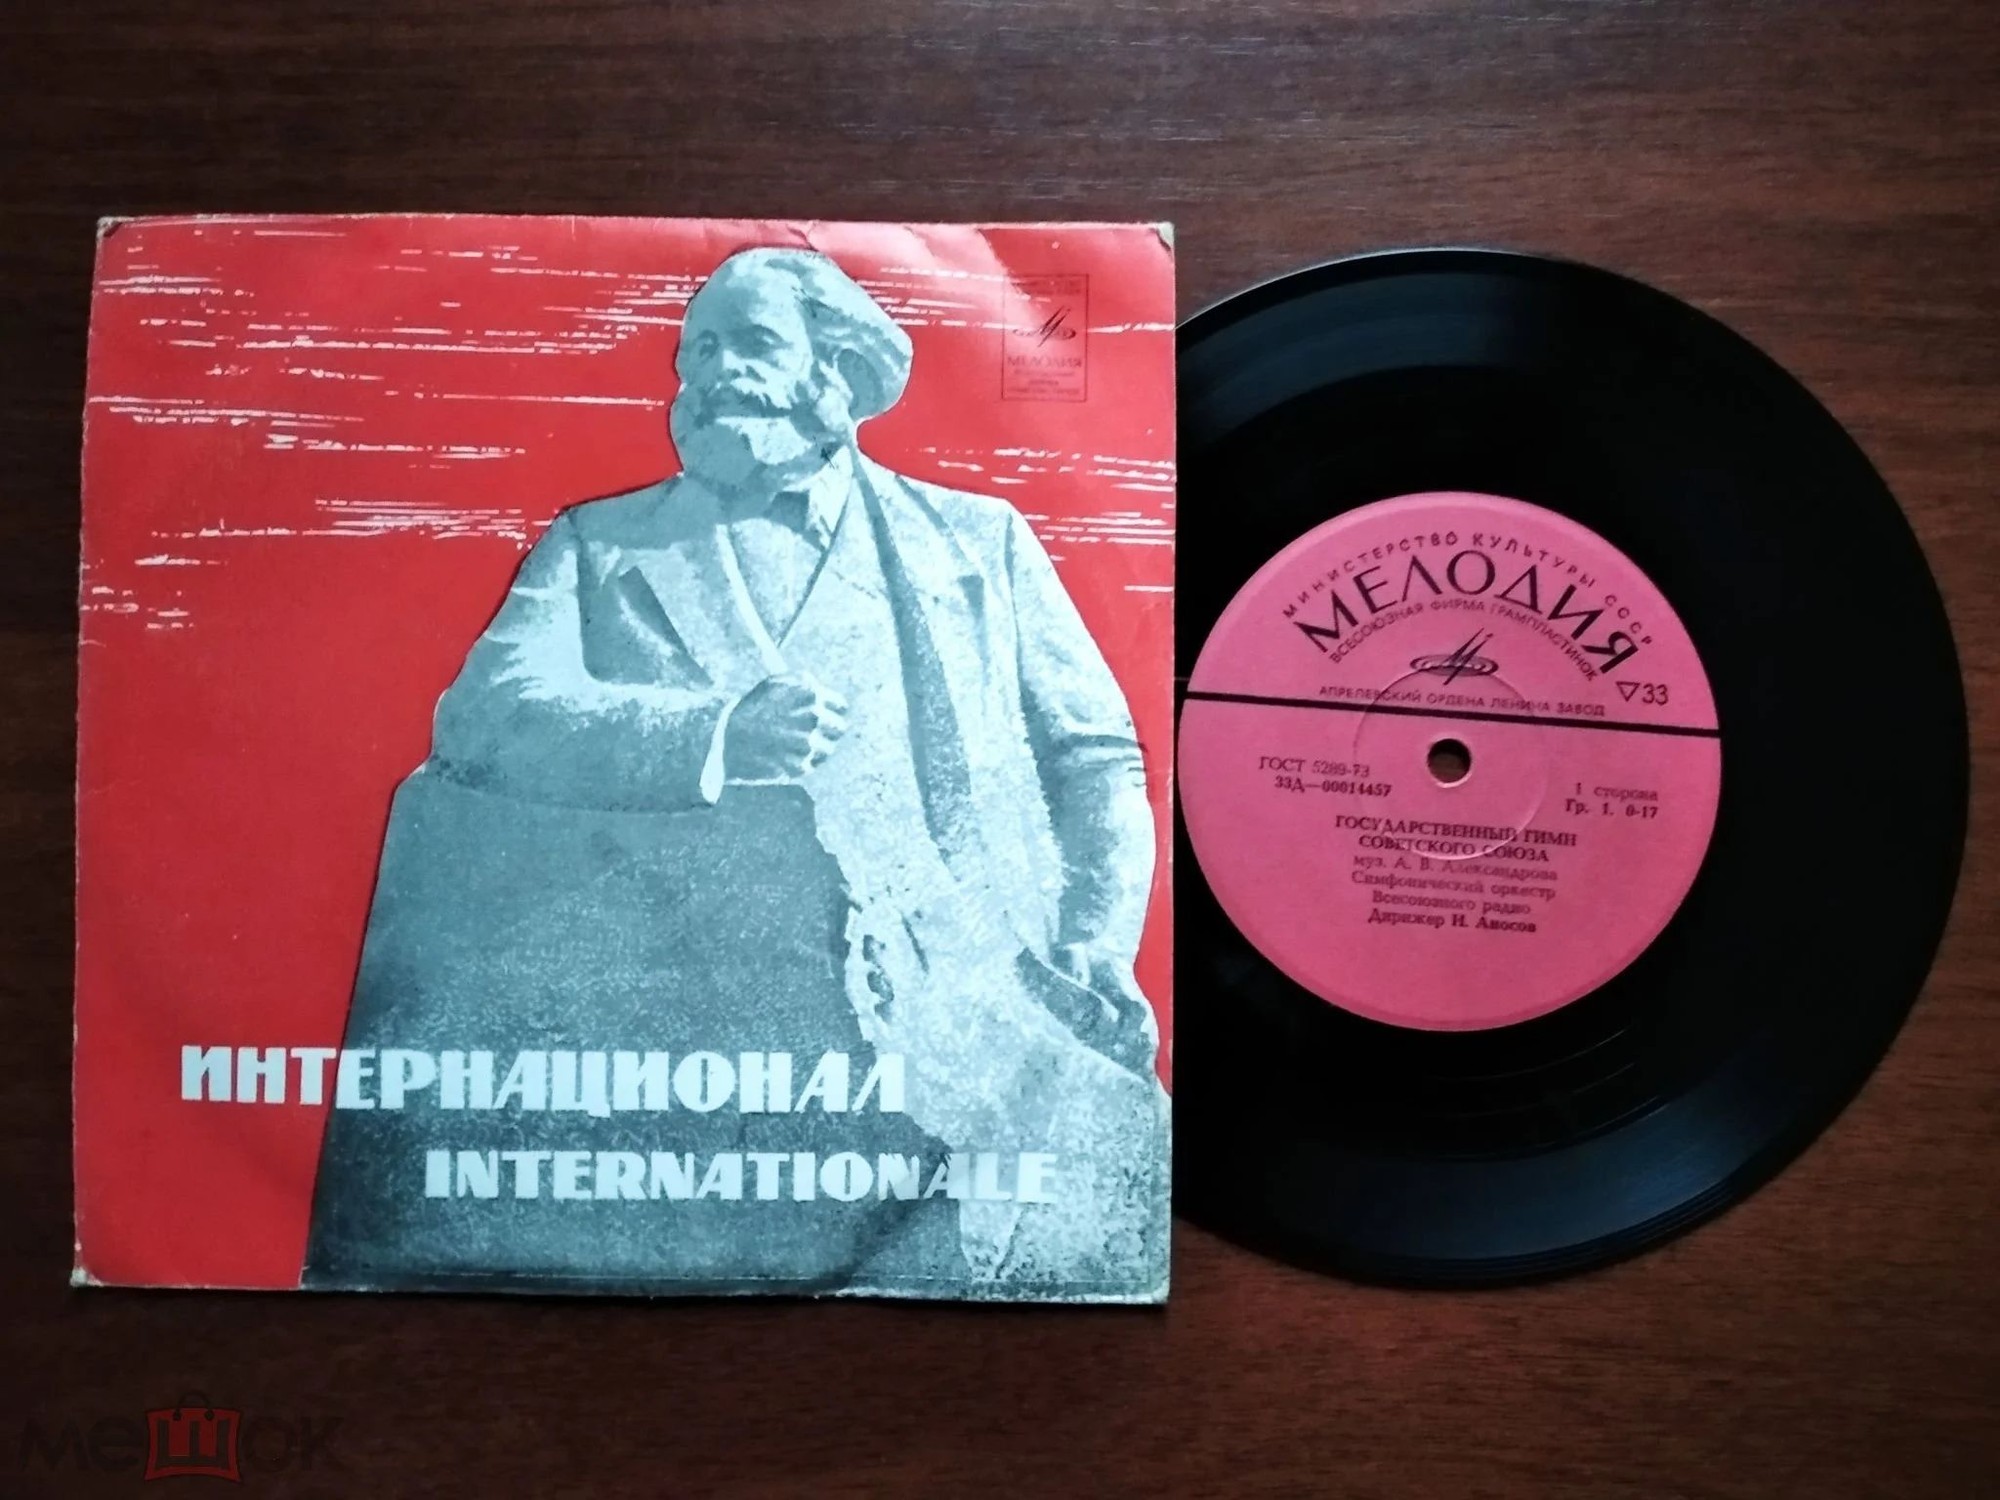 МЕЛОДИЯ
ИНТЕРНАЦИОНАЛ
INTERNATIONALE
МИНИСТЕРСТВО КУЛЬТУРЫ СССР
МЕЛОДИЯ
ВСЕСОЮЗНАЯ ФИРМА ГРАМПЛАСТИНОК
▽33
АПРЕЛЕВСКИЙ ОРДЕНА ЛЕНИНА ЗАВОД
ГОСТ 5289-73
33Д—00014457
1 сторона
Гр. 1. 0-17
ГОСУДАРСТВЕННЫЙ ГИМН
СОВЕТСКОГО СОЮЗА
муз. А. В. Александрова
Симфонический оркестр
Всесоюзного радио
Дирижер Н. Аносов
мешок